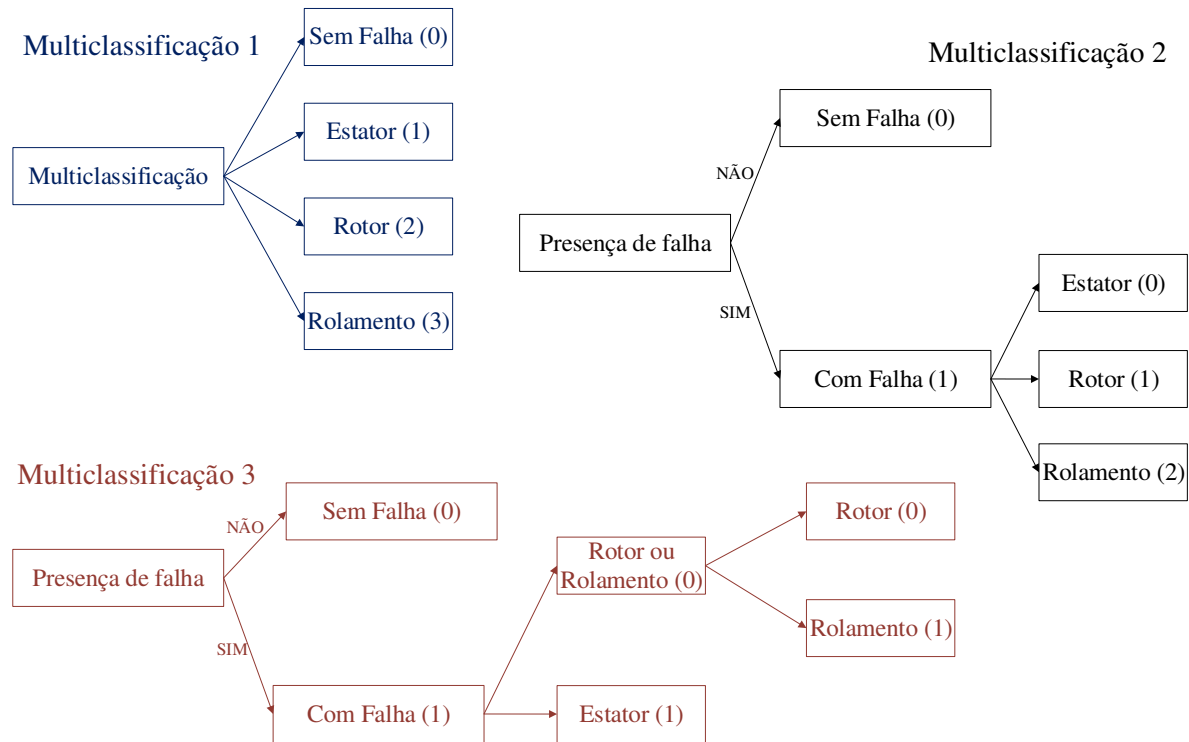 Multiclassificação 1
Multiclassificação
Sem Falha (0)
Estator (1)
Rotor (2)
Rolamento (3)
Multiclassificação 2
Presença de falha
NÃO
Sem Falha (0)
SIM
Com Falha (1)
Estator (0)
Rotor (1)
Rolamento (2)
Multiclassificação 3
Presença de falha
NÃO
Sem Falha (0)
SIM
Com Falha (1)
Rotor ou
Rolamento (0)
Rotor (0)
Rolamento (1)
Estator (1)